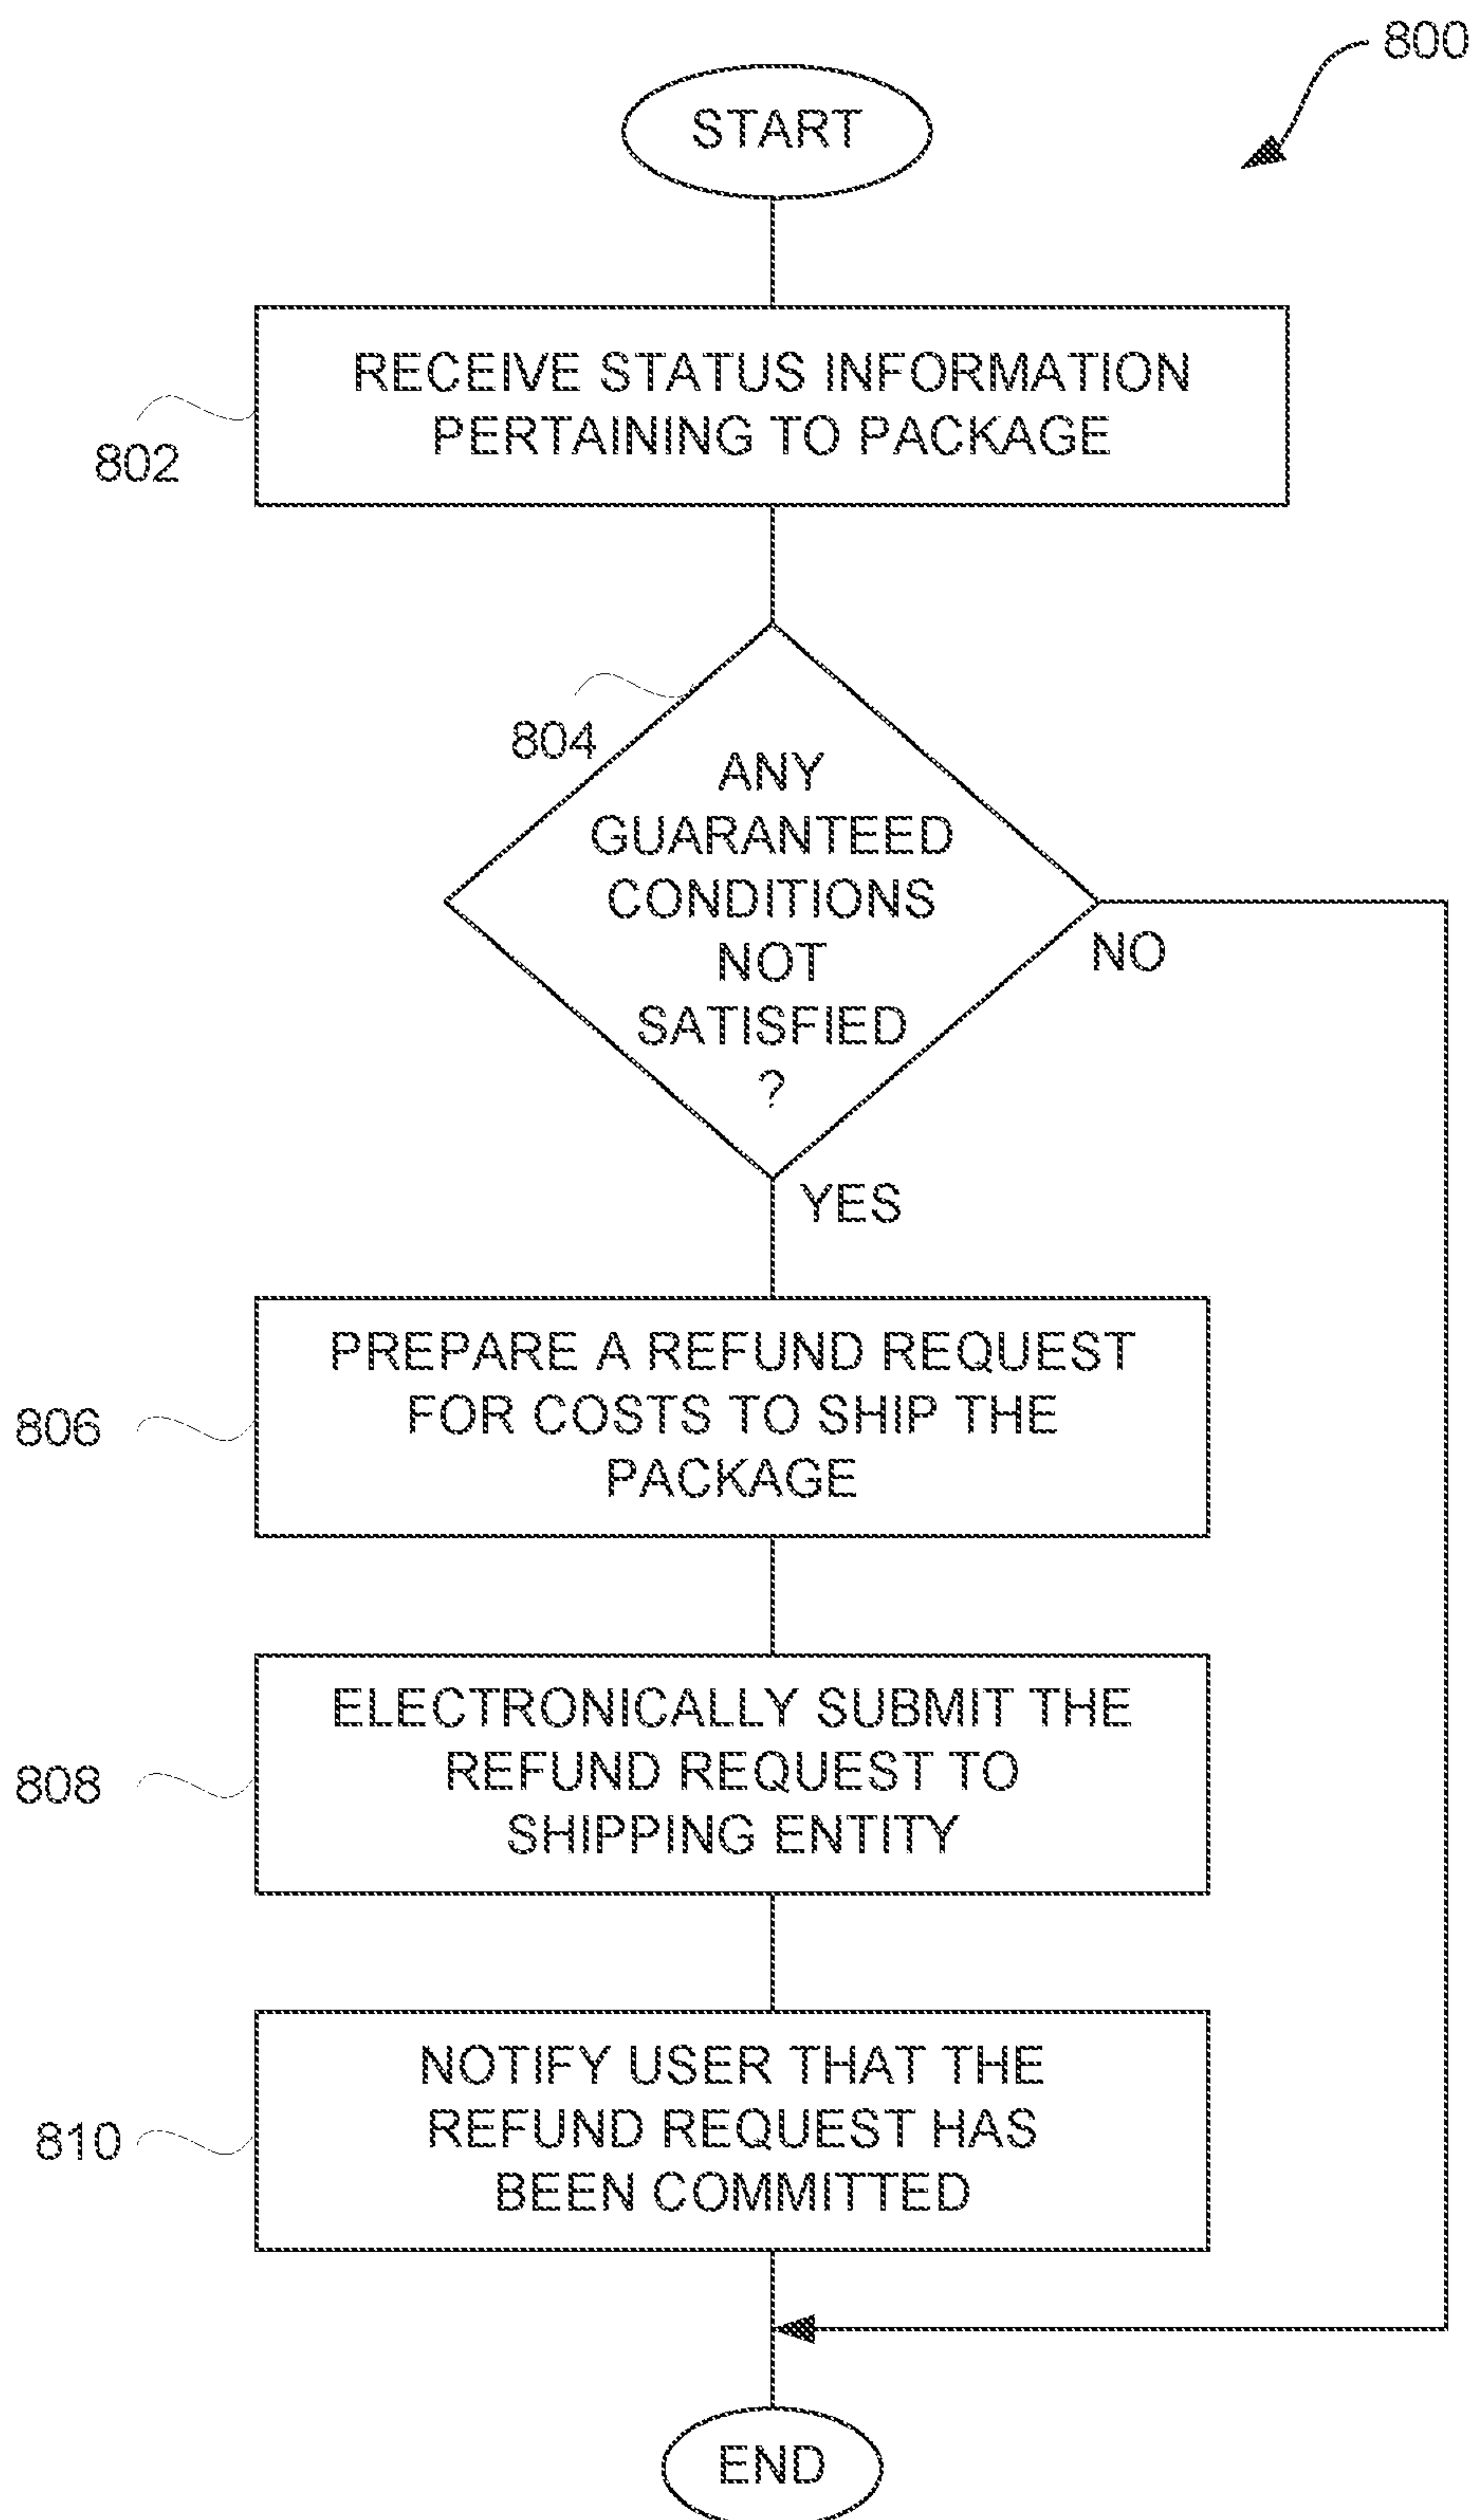 800
START
RECEIVE STATUS INFORMATION
PERTAINING TO PACKAGE
802
804
ANY
GUARANTEED
CONDITIONS
NOT
SATISFIED
?
NO
YES
PREPARE A REFUND REQUEST
FOR COSTS TO SHIP THE
PACKAGE
806
ELECTRONICALLY SUBMIT THE
REFUND REQUEST TO
SHIPPING ENTITY
808
NOTIFY USER THAT THE
REFUND REQUEST HAS
BEEN COMMITTED
810
END